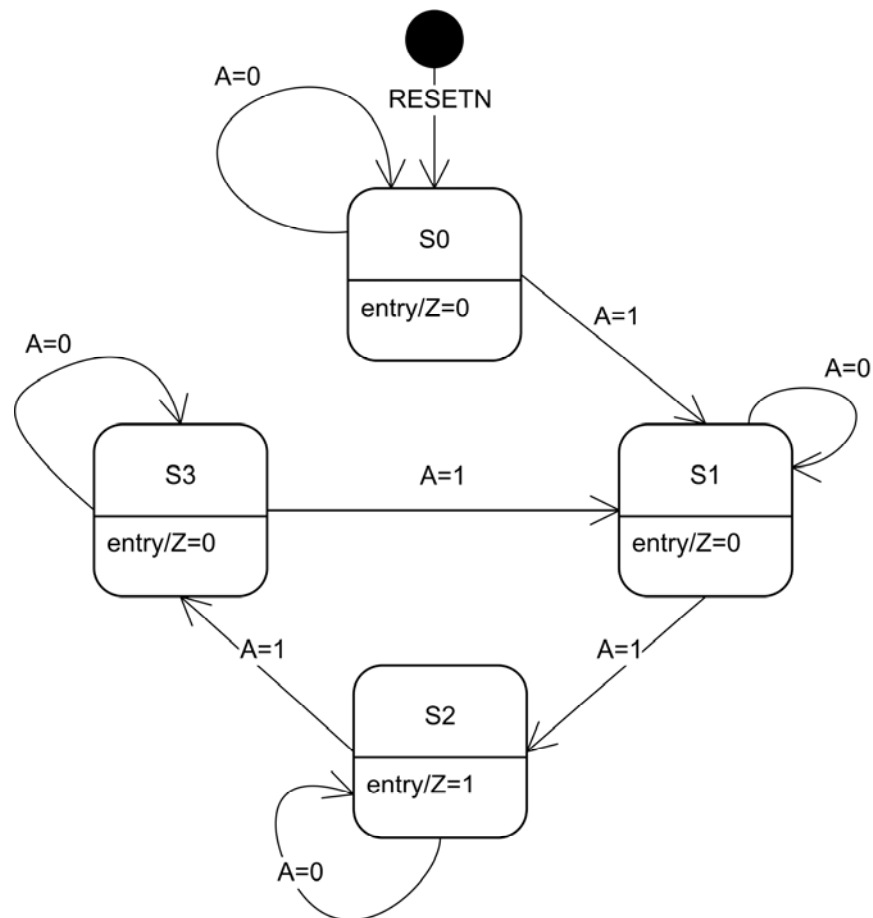 A=0
RESETN
S0
entry/Z=0
A=1
A=0
A=0
S3
entry/Z=0
A=1
S1
entry/Z=0
A=1
A=1
S2
entry/Z=1
A=0